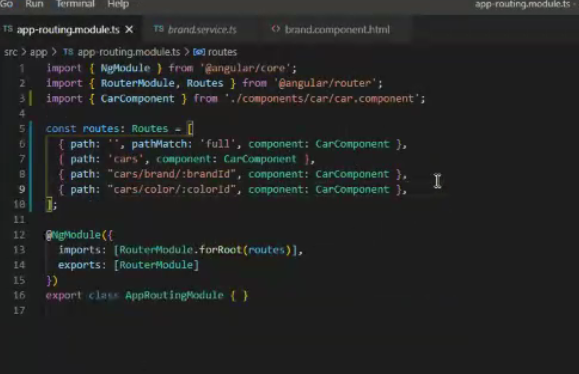 Go Run Terminal Help app-routing.module.ts -
TS app-routing.module.ts × TS brand.service.ts <> brand.component.html
src > app > TS app-routing.module.ts > routes
1 import { NgModule } from '@angular/core';
2 import { RouterModule, Routes } from '@angular/router';
3 import { CarComponent } from './components/car/car.component';
4
5 const routes: Routes = [
6 { path: '', pathMatch: 'full', component: CarComponent },
7 { path: 'cars', component: CarComponent },
8 { path: "cars/brand/:brandId", component: CarComponent },
9 { path: "cars/color/:colorId", component: CarComponent },
10 ];
11
12 @NgModule({
13 imports: [RouterModule.forRoot(routes)],
14 exports: [RouterModule]
15 })
16 export class AppRoutingModule { }
17